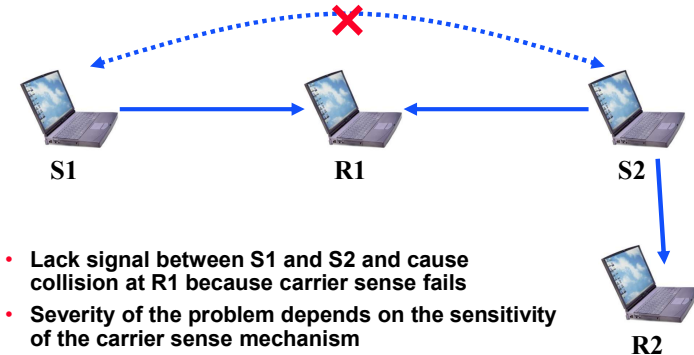 S1
R1
S2
• Lack signal between S1 and S2 and cause
collision at R1 because carrier sense fails
• Severity of the problem depends on the sensitivity
of the carrier sense mechanism
R2